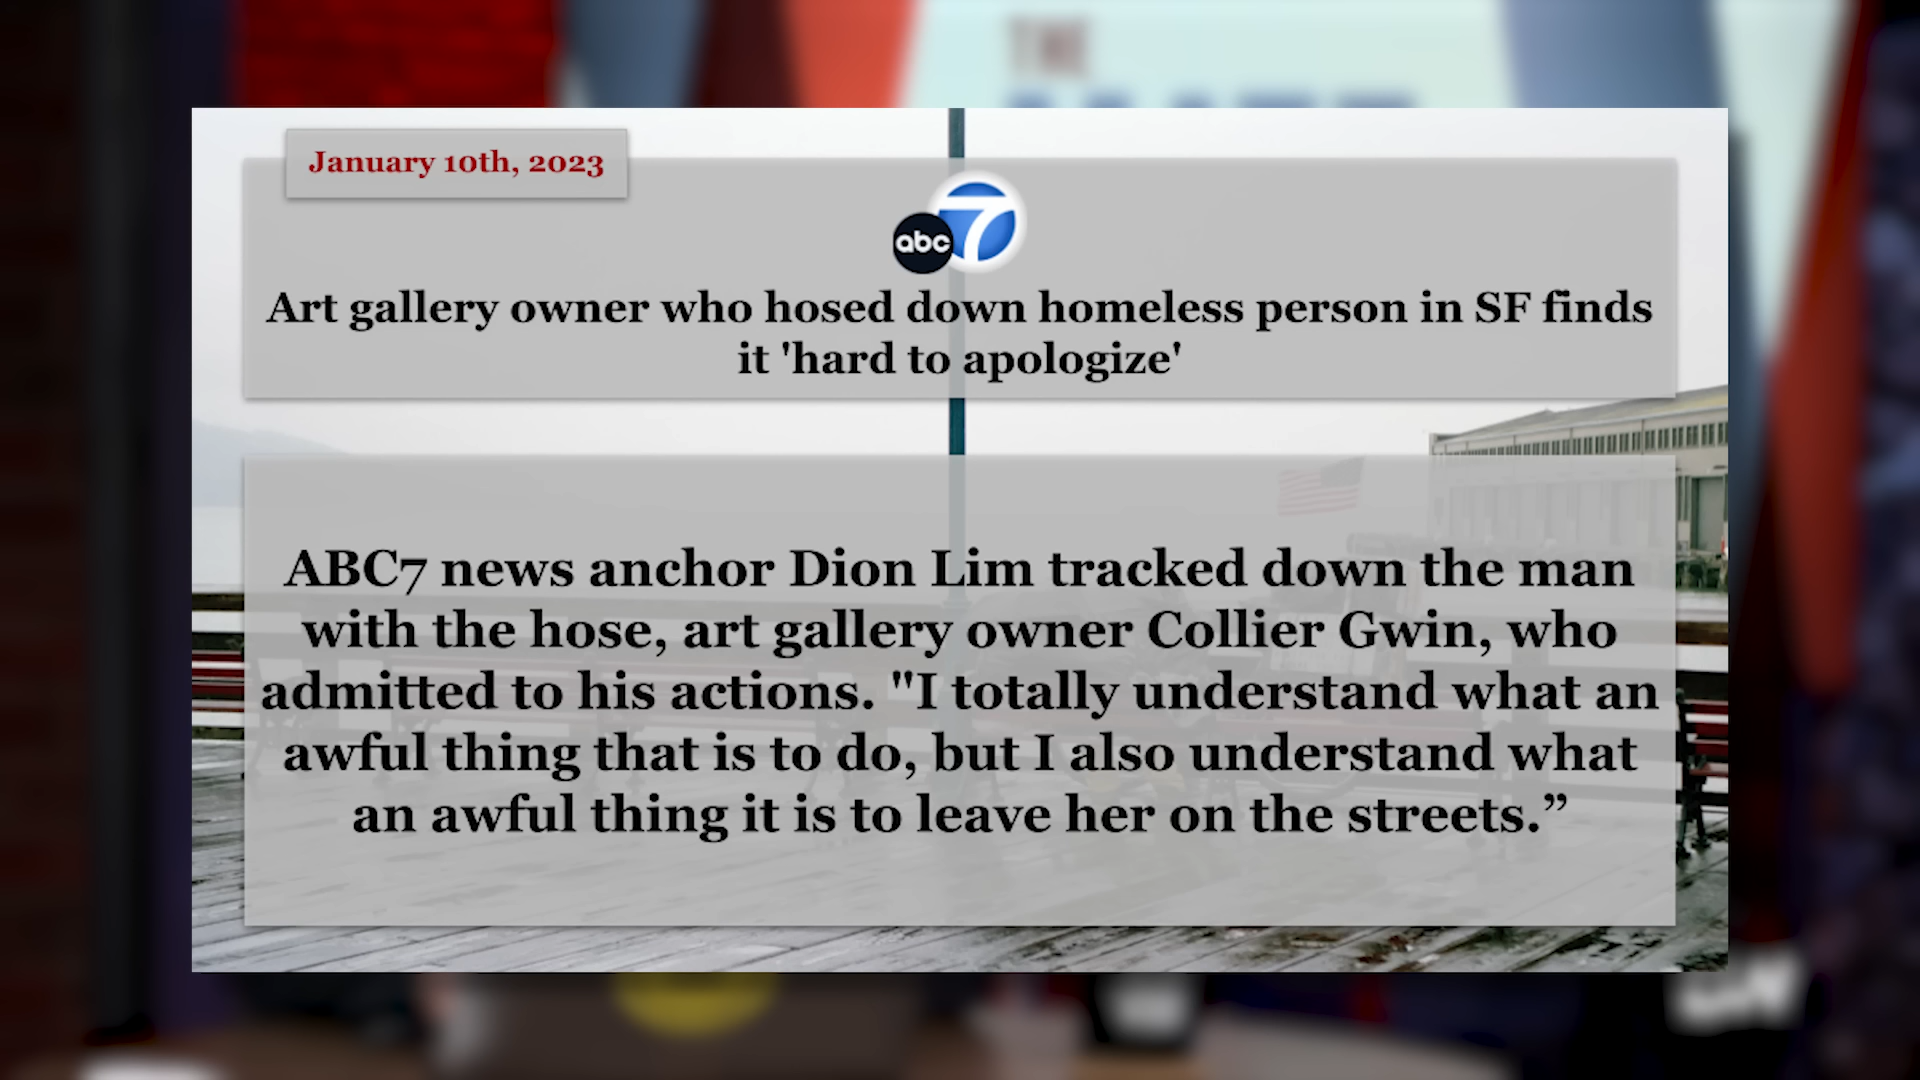 THE
January 10th, 2023
abc 7
Art gallery owner who hosed down homeless person in SF finds
it 'hard to apologize'
ABC7 news anchor Dion Lim tracked down the man
with the hose, art gallery owner Collier Gwin, who
admitted to his actions. "I totally understand what an
awful thing that is to do, but I also understand what
an awful thing it is to leave her on the streets.”